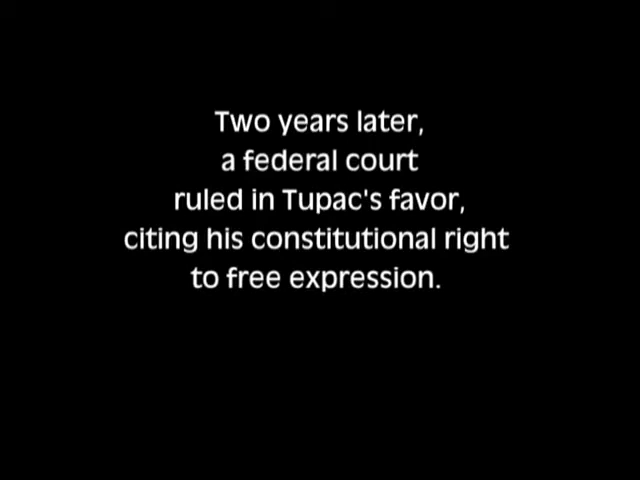 Two years later,
a federal court
ruled in Tupac's favor,
citing his constitutional right
to free expression.